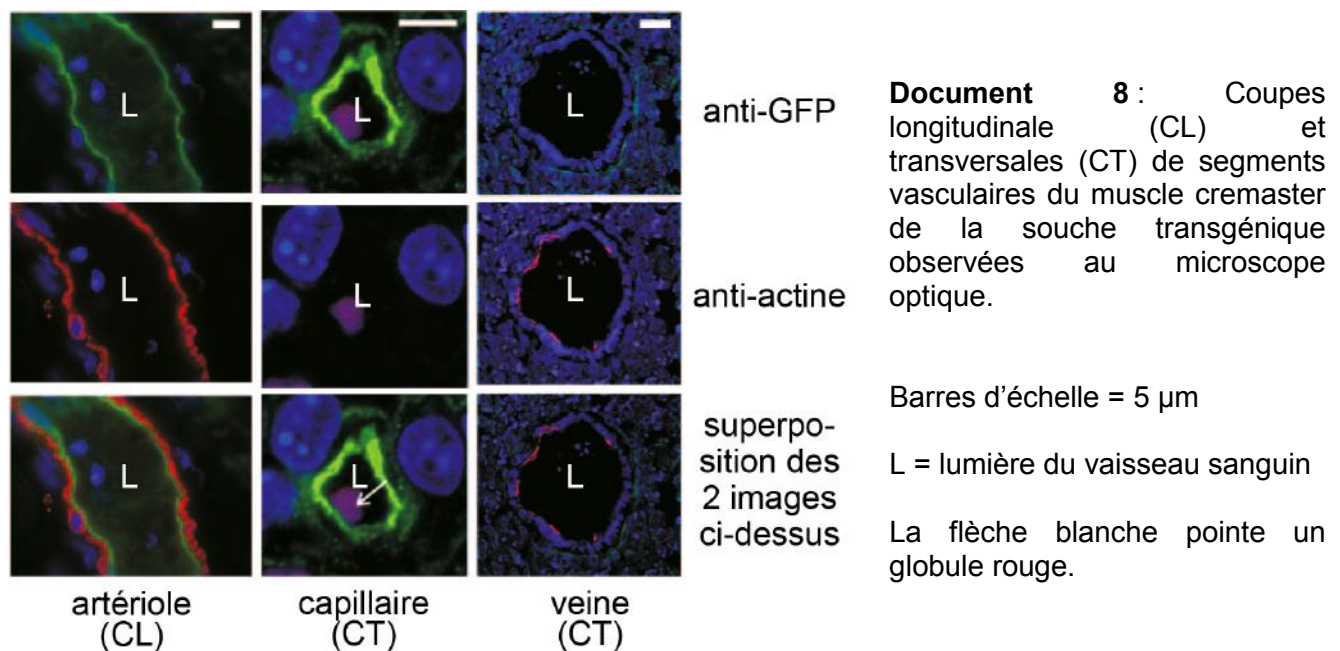 L
L
L
anti-GFP
L
L
L
anti-actine
L
L
L
superpo-
sition des
2 images
ci-dessus
artériole
(CL)
capillaire
(CT)
veine
(CT)
Document 8 : Coupes
longitudinale (CL) et
transversales (CT) de segments
vasculaires du muscle cremaster
de la souche transgénique
observées au microscope
optique.
Barres d’échelle = 5 µm
L = lumière du vaisseau sanguin
La flèche blanche pointe un
globule rouge.